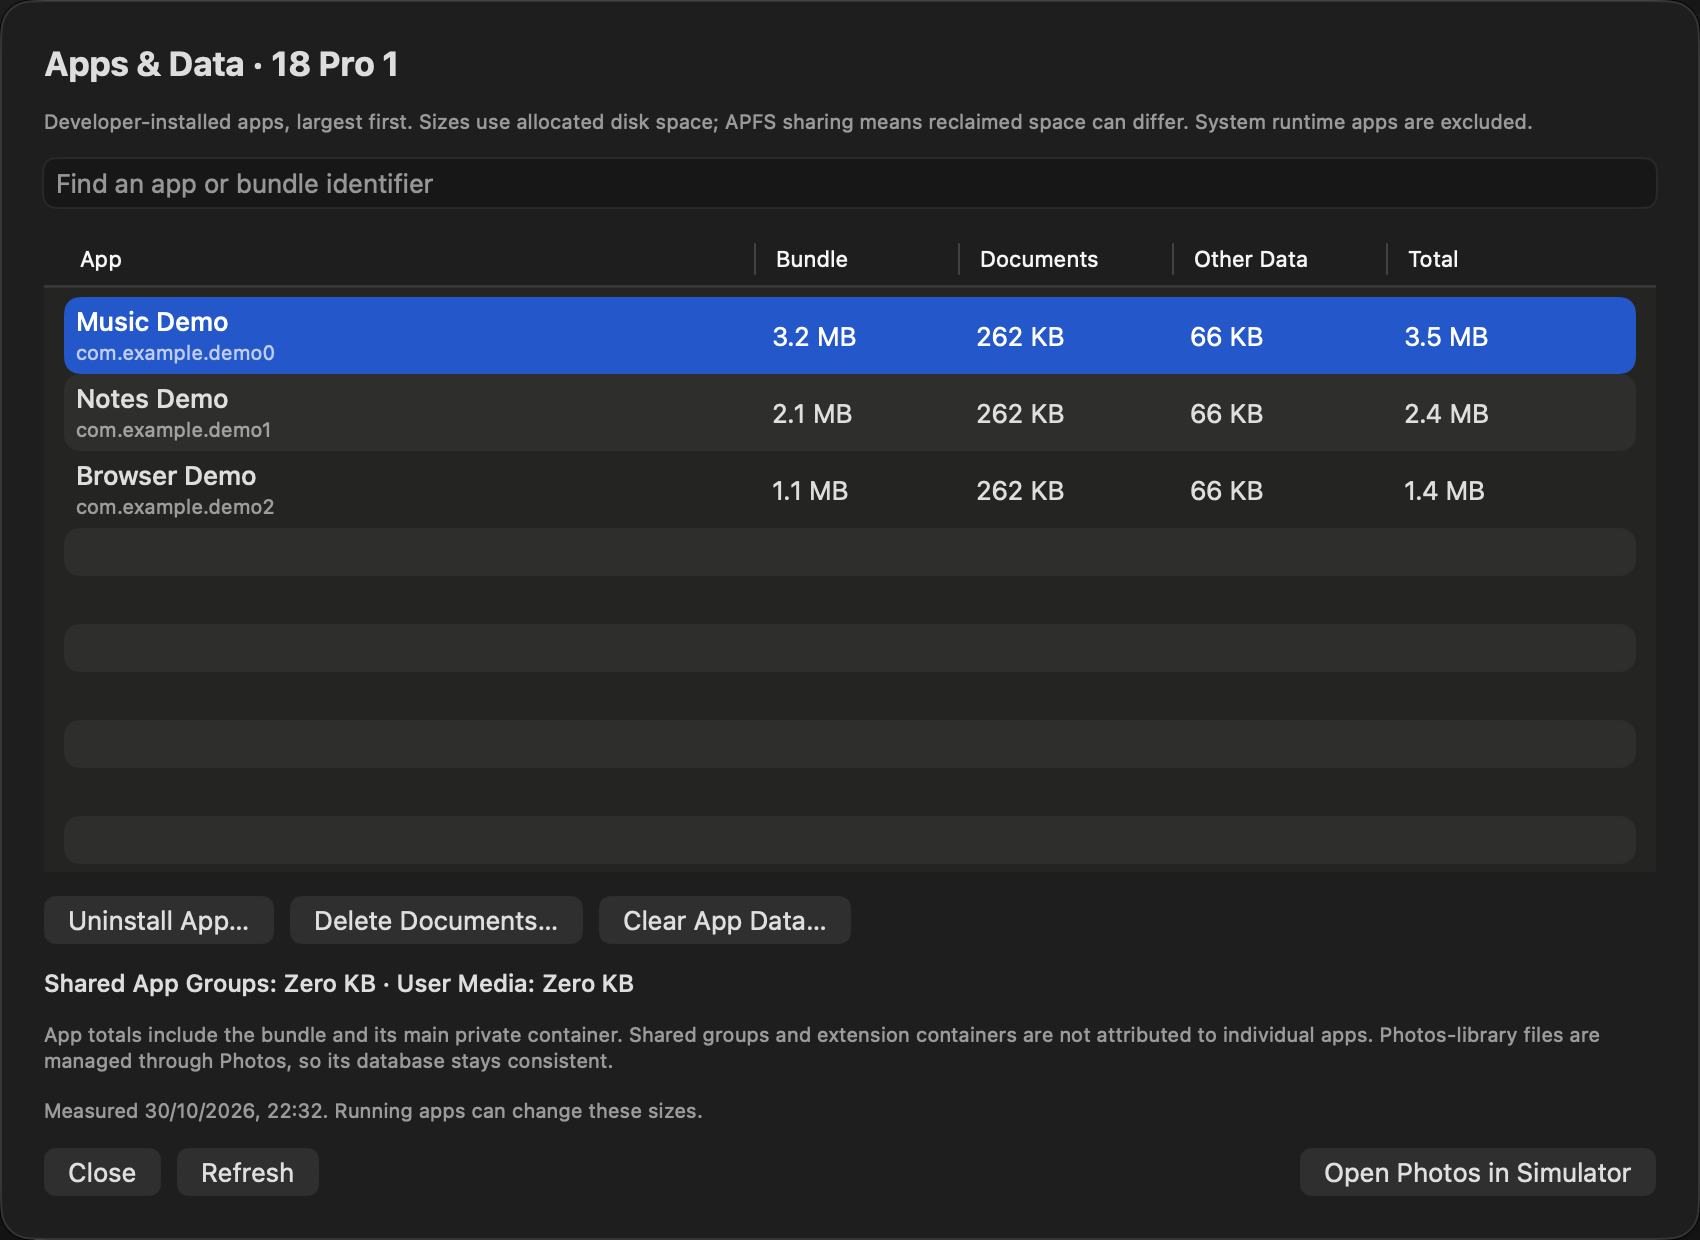 Apps & Data · 18 Pro 1
Developer-installed apps, largest first. Sizes use allocated disk space; APFS sharing means reclaimed space can differ. System runtime apps are excluded.
Find an app or bundle identifier
App Bundle Documents Other Data Total
Music Demo
com.example.demo0
3.2 MB 262 KB 66 KB 3.5 MB
Notes Demo
com.example.demo1
2.1 MB 262 KB 66 KB 2.4 MB
Browser Demo
com.example.demo2
1.1 MB 262 KB 66 KB 1.4 MB
Uninstall App... Delete Documents... Clear App Data...
Shared App Groups: Zero KB · User Media: Zero KB
App totals include the bundle and its main private container. Shared groups and extension containers are not attributed to individual apps. Photos-library files are
managed through Photos, so its database stays consistent.
Measured 30/10/2026, 22:32. Running apps can change these sizes.
Close Refresh Open Photos in Simulator